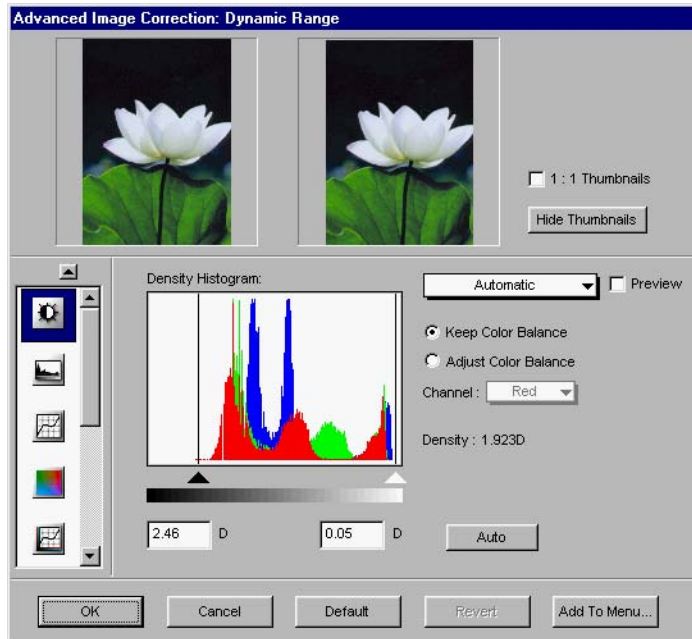 Advanced Image Correction: Dynamic Range
1 : 1 Thumbnails
Hide Thumbnails
Density Histogram:
Automatic
Preview
Keep Color Balance
Adjust Color Balance
Channel :
Red
Density : 1.923D
2.46 D
0.05 D
Auto
OK
Cancel
Default
Revert
Add To Menu...